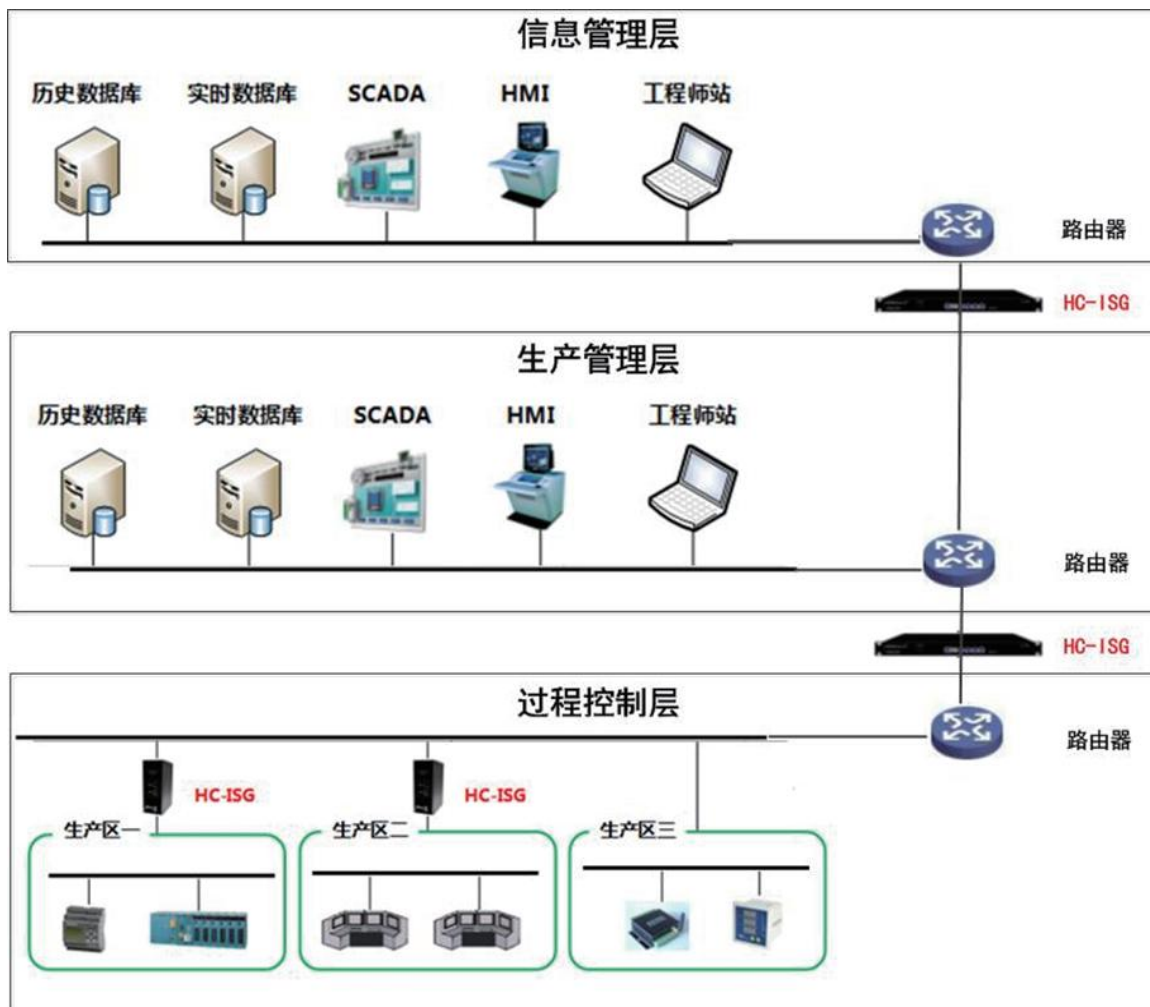 信息管理层
历史数据库 实时数据库 SCADA HMI 工程师站
路由器
HC-ISG
生产管理层
历史数据库 实时数据库 SCADA HMI 工程师站
路由器
HC-ISG
过程控制层
路由器
HC-ISG HC-ISG
生产区一 生产区二 生产区三